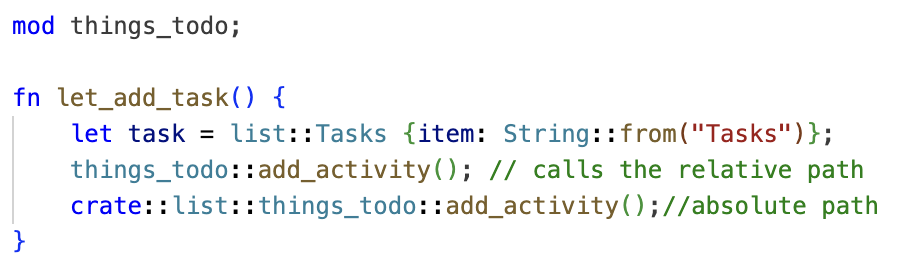 mod things_todo;
fn let_add_task() {
    let task = list::Tasks {item: String::from("Tasks")};
    things_todo::add_activity(); // calls the relative path
    crate::list::things_todo::add_activity();//absolute path
}